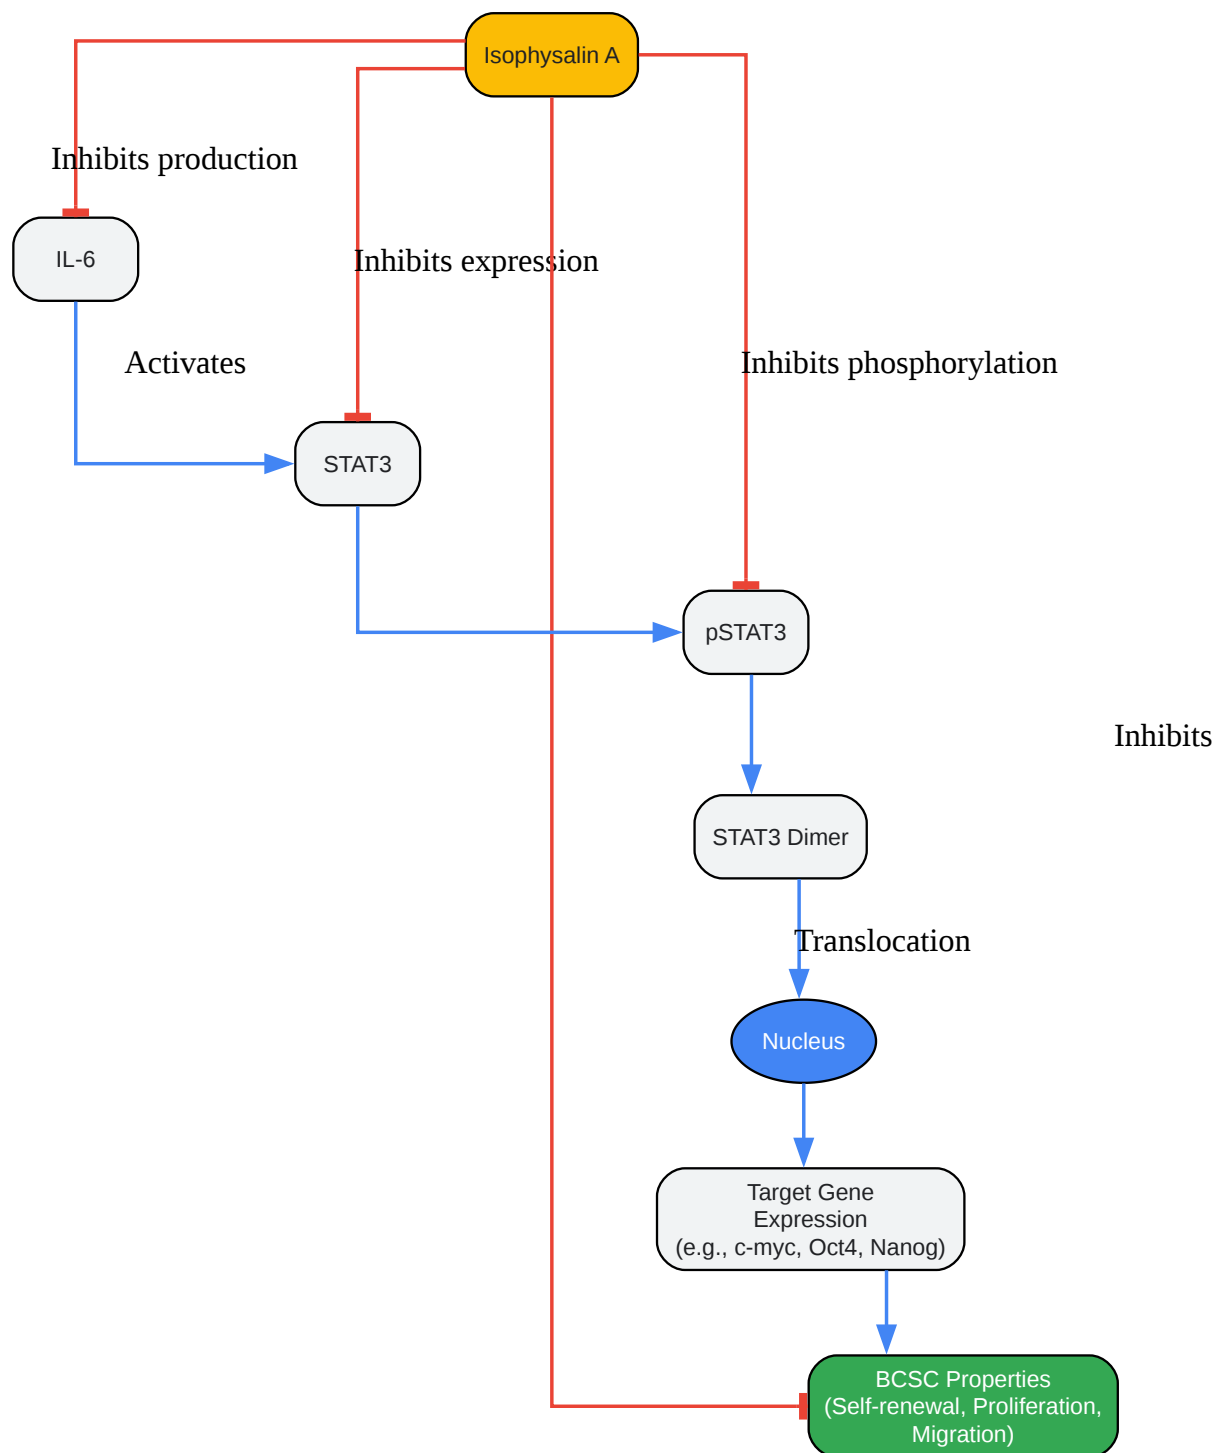 Isophysalin A
Inhibits production
IL-6
Inhibits expression
Activates
Inhibits phosphorylation
STAT3
pSTAT3
Inhibits
STAT3 Dimer
Translocation
Nucleus
Target Gene
Expression
(e.g., c-myc, Oct4, Nanog)
BCSC Properties
(Self-renewal, Proliferation,
Migration)